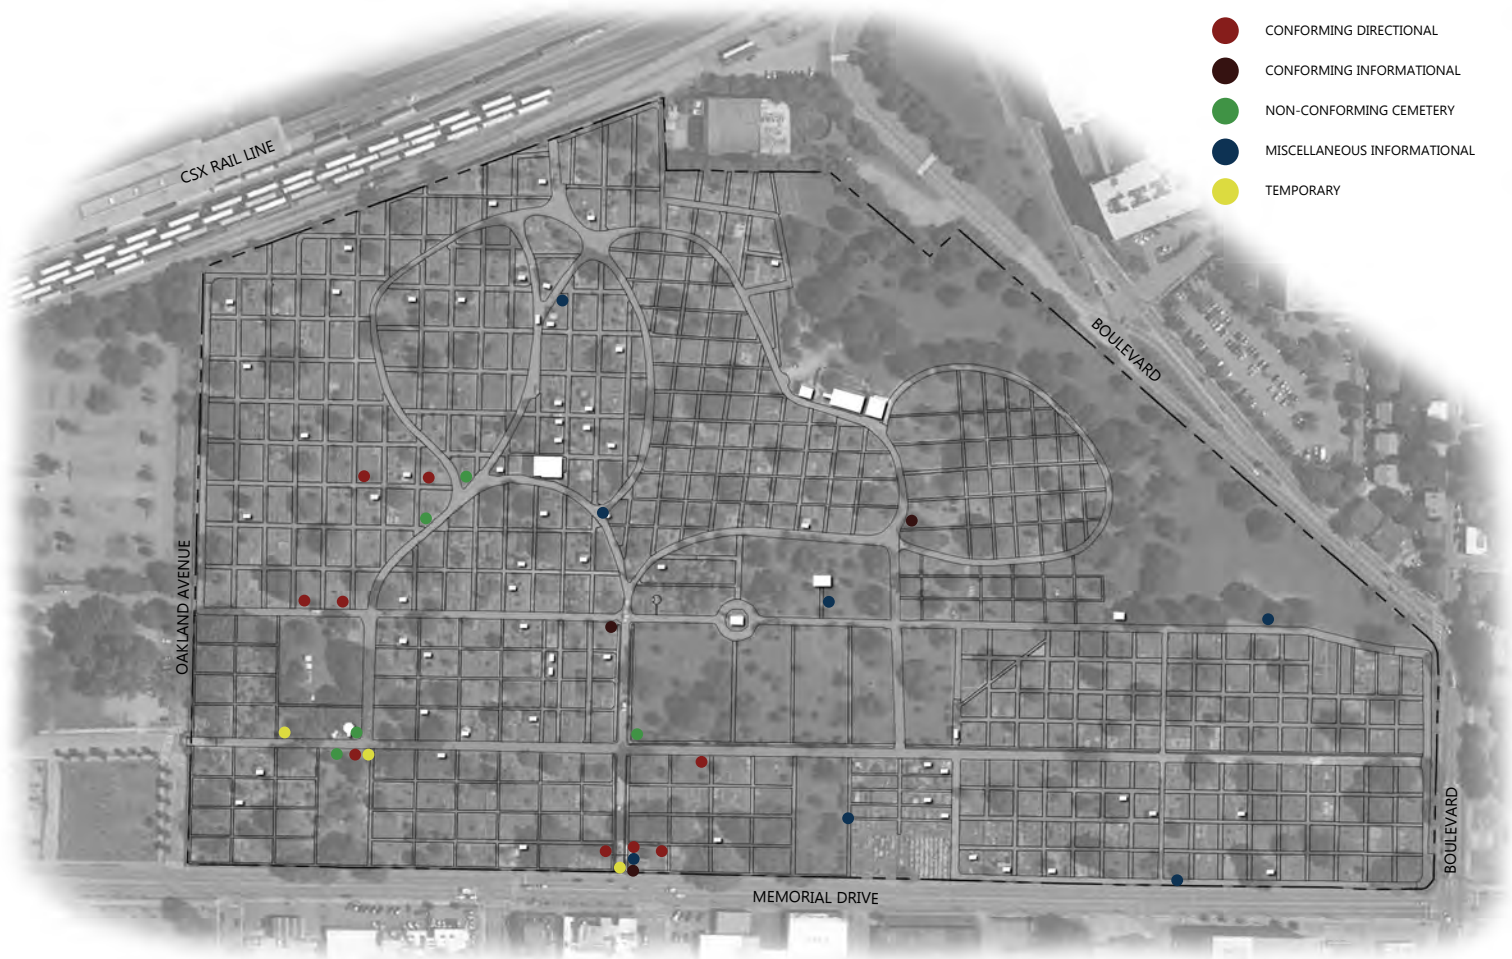 CONFORMING DIRECTIONAL
CONFORMING INFORMATIONAL
NON-CONFORMING CEMETERY
MISCELLANEOUS INFORMATIONAL
TEMPORARY
CSX RAIL LINE
BOULEVARD
OAKLAND AVENUE
BOULEVARD
MEMORIAL DRIVE